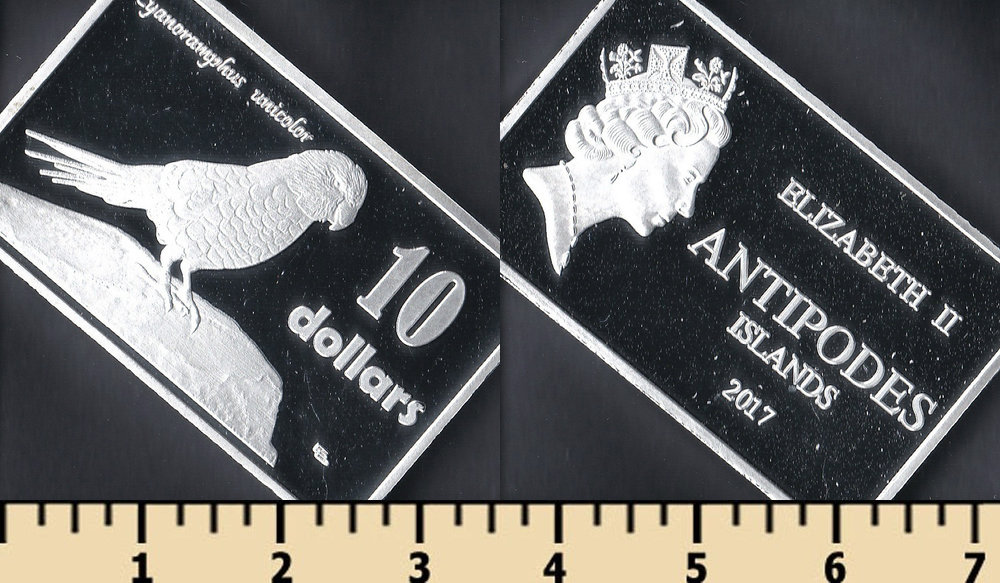 Cyanoramphus unicolor
10
dollars
ELIZABETH II
ANTIPODES
ISLANDS
2017
1 2 3 4 5 6 7